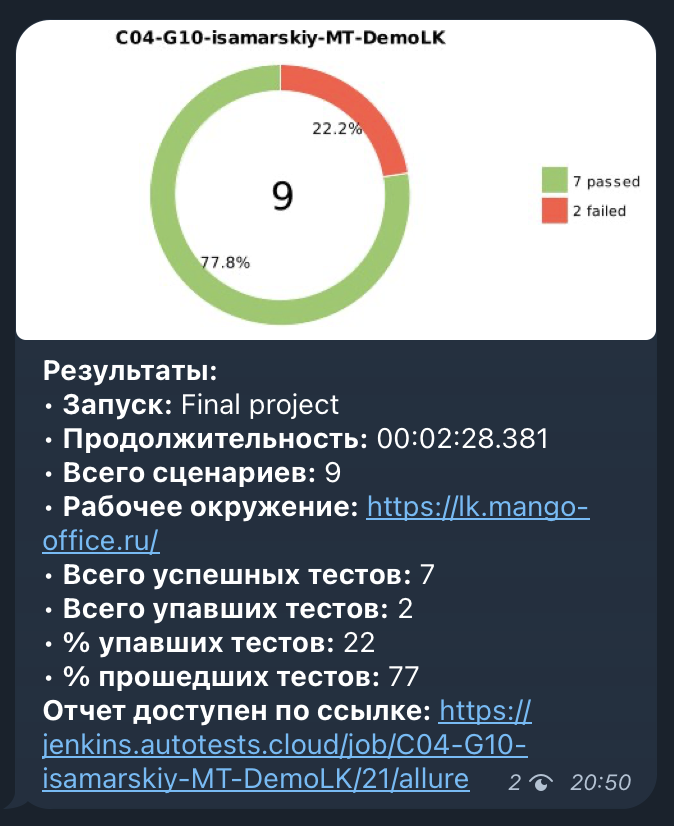 C04-G10-isamarskiy-MT-DemoLK
22.2%
9
77.8%
7 passed
2 failed
Результаты:
• Запуск: Final project
• Продолжительность: 00:02:28.381
• Всего сценариев: 9
• Рабочее окружение: https://lk.mango-
office.ru/
• Всего успешных тестов: 7
• Всего упавших тестов: 2
• % упавших тестов: 22
• % прошедших тестов: 77
Отчет доступен по ссылке: https://
jenkins.autotests.cloud/job/C04-G10-
isamarskiy-MT-DemoLK/21/allure
2 20:50